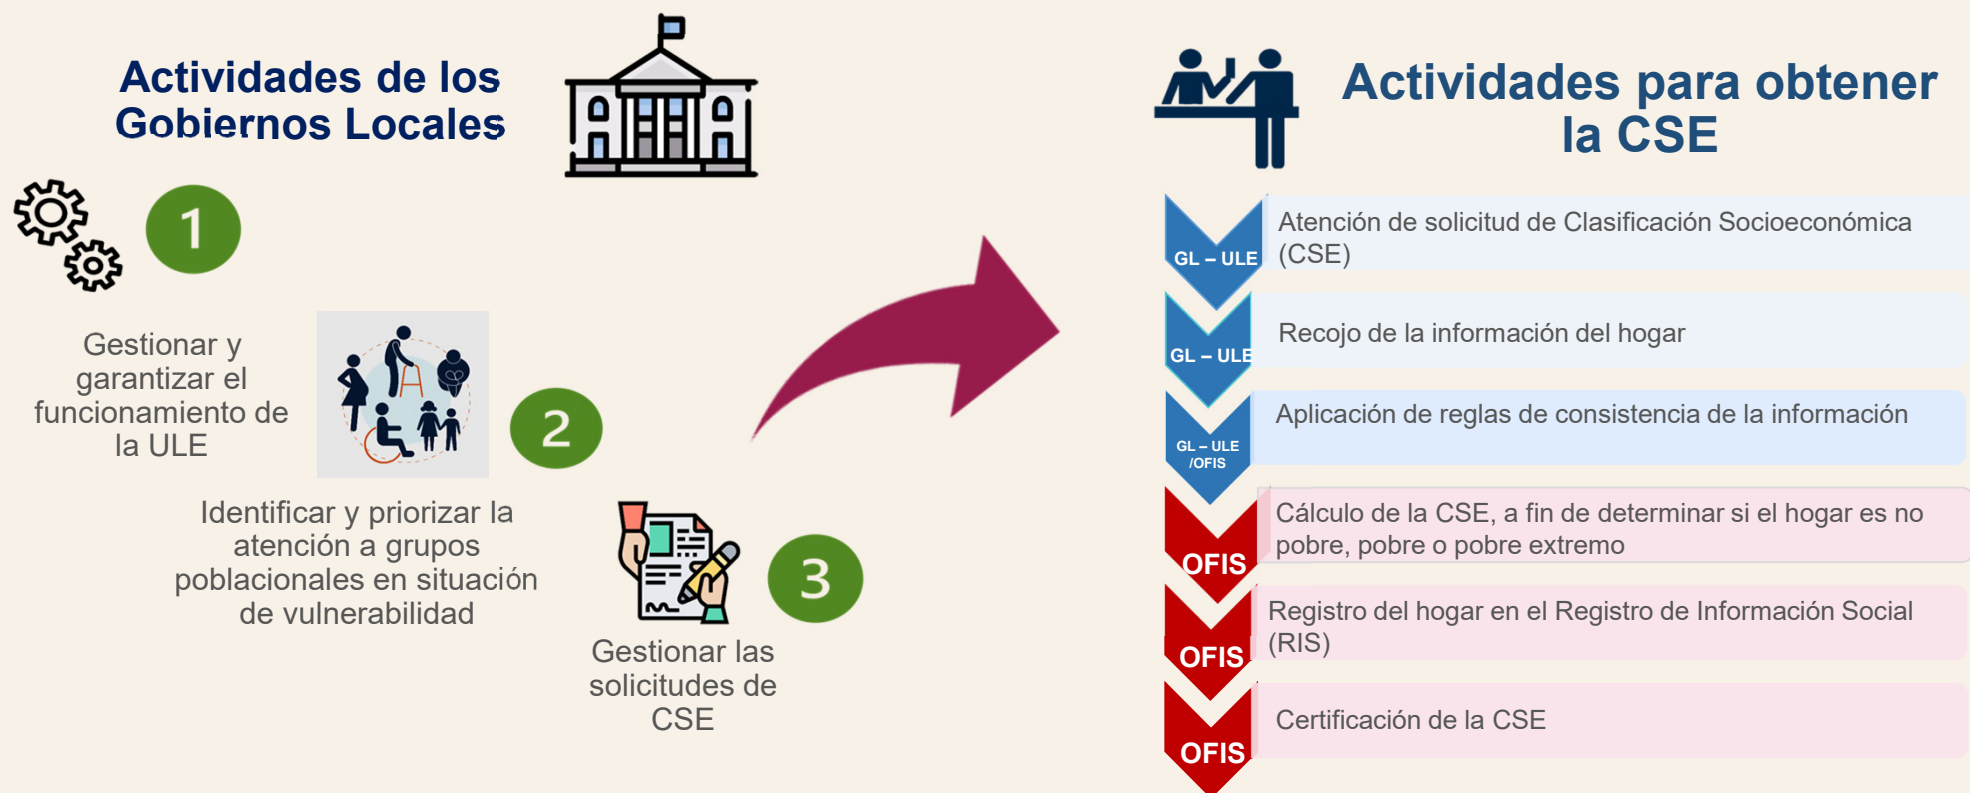 Actividades de los
Gobiernos Locales
1
Gestionar y
garantizar el
funcionamiento de
la ULE
2
Identificar y priorizar la
atención a grupos
poblacionales en situación
de vulnerabilidad
3
Gestionar las
solicitudes de
CSE
Actividades para obtener
la CSE
GL – ULE
Atención de solicitud de Clasificación Socioeconómica
(CSE)
GL – ULE
Recojo de la información del hogar
GL – ULE
/OFIS
Aplicación de reglas de consistencia de la información
OFIS
Cálculo de la CSE, a fin de determinar si el hogar es no
pobre, pobre o pobre extremo
OFIS
Registro del hogar en el Registro de Información Social
(RIS)
OFIS
Certificación de la CSE